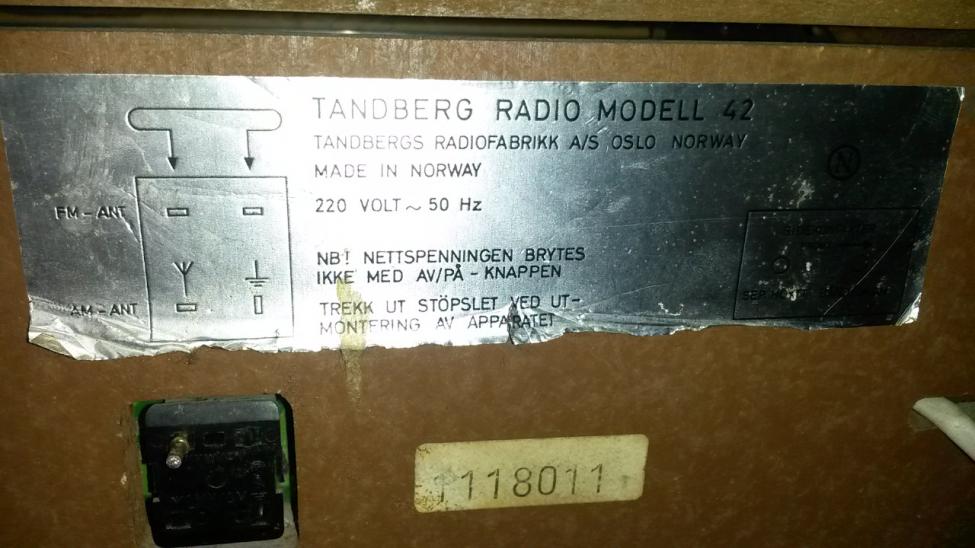 TANDBERG RADIO MODELL 42
TANDBERGS RADIOFABRIKK A/S OSLO NORWAY
MADE IN NORWAY
N
220 VOLT ~ 50 Hz
FM-ANT
NB! NETTSPENNINGEN BRYTES
IKKE MED AV/PÅ-KNAPPEN
AM-ANT
TREKK UT STÖPSLET VED UT-
MONTERING AV APPARATET
1118011